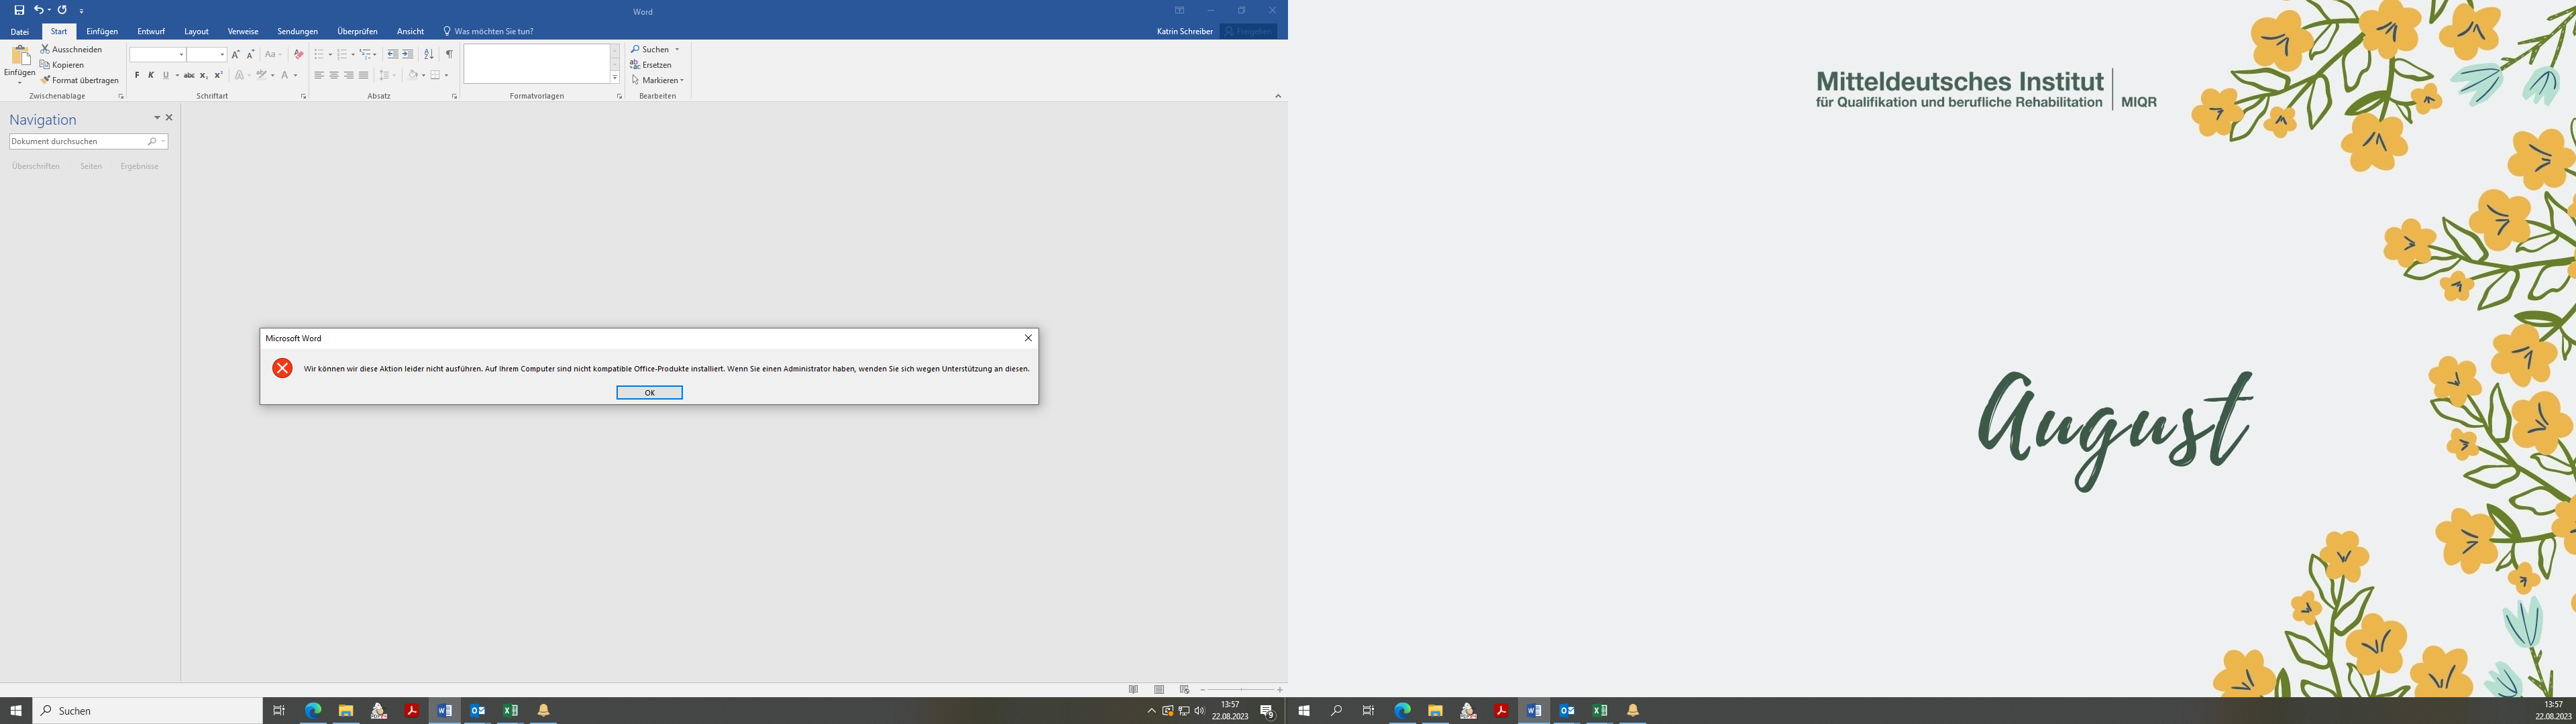 Word
Datei Start Einfügen Entwurf Layout Verweise Sendungen Überprüfen Ansicht Was möchten Sie tun? Katrin Schreiber Freigeben
Einfügen
Ausschneiden
Kopieren
Format übertragen
Zwischenablage
Aa
F K U abc x₂ x²
A A
Schriftart
Absatz
Formatvorlagen
Suchen
Ersetzen
Markieren
Bearbeiten
Navigation
Dokument durchsuchen
Überschriften Seiten Ergebnisse
Microsoft Word
Wir können wir diese Aktion leider nicht ausführen. Auf Ihrem Computer sind nicht kompatible Office-Produkte installiert. Wenn Sie einen Administrator haben, wenden Sie sich wegen Unterstützung an diesen.
OK
Suchen
13:57
22.08.2023
9
Mitteldeutsches Institut
für Qualifikation und berufliche Rehabilitation | MIQR
August
13:57
22.08.2023